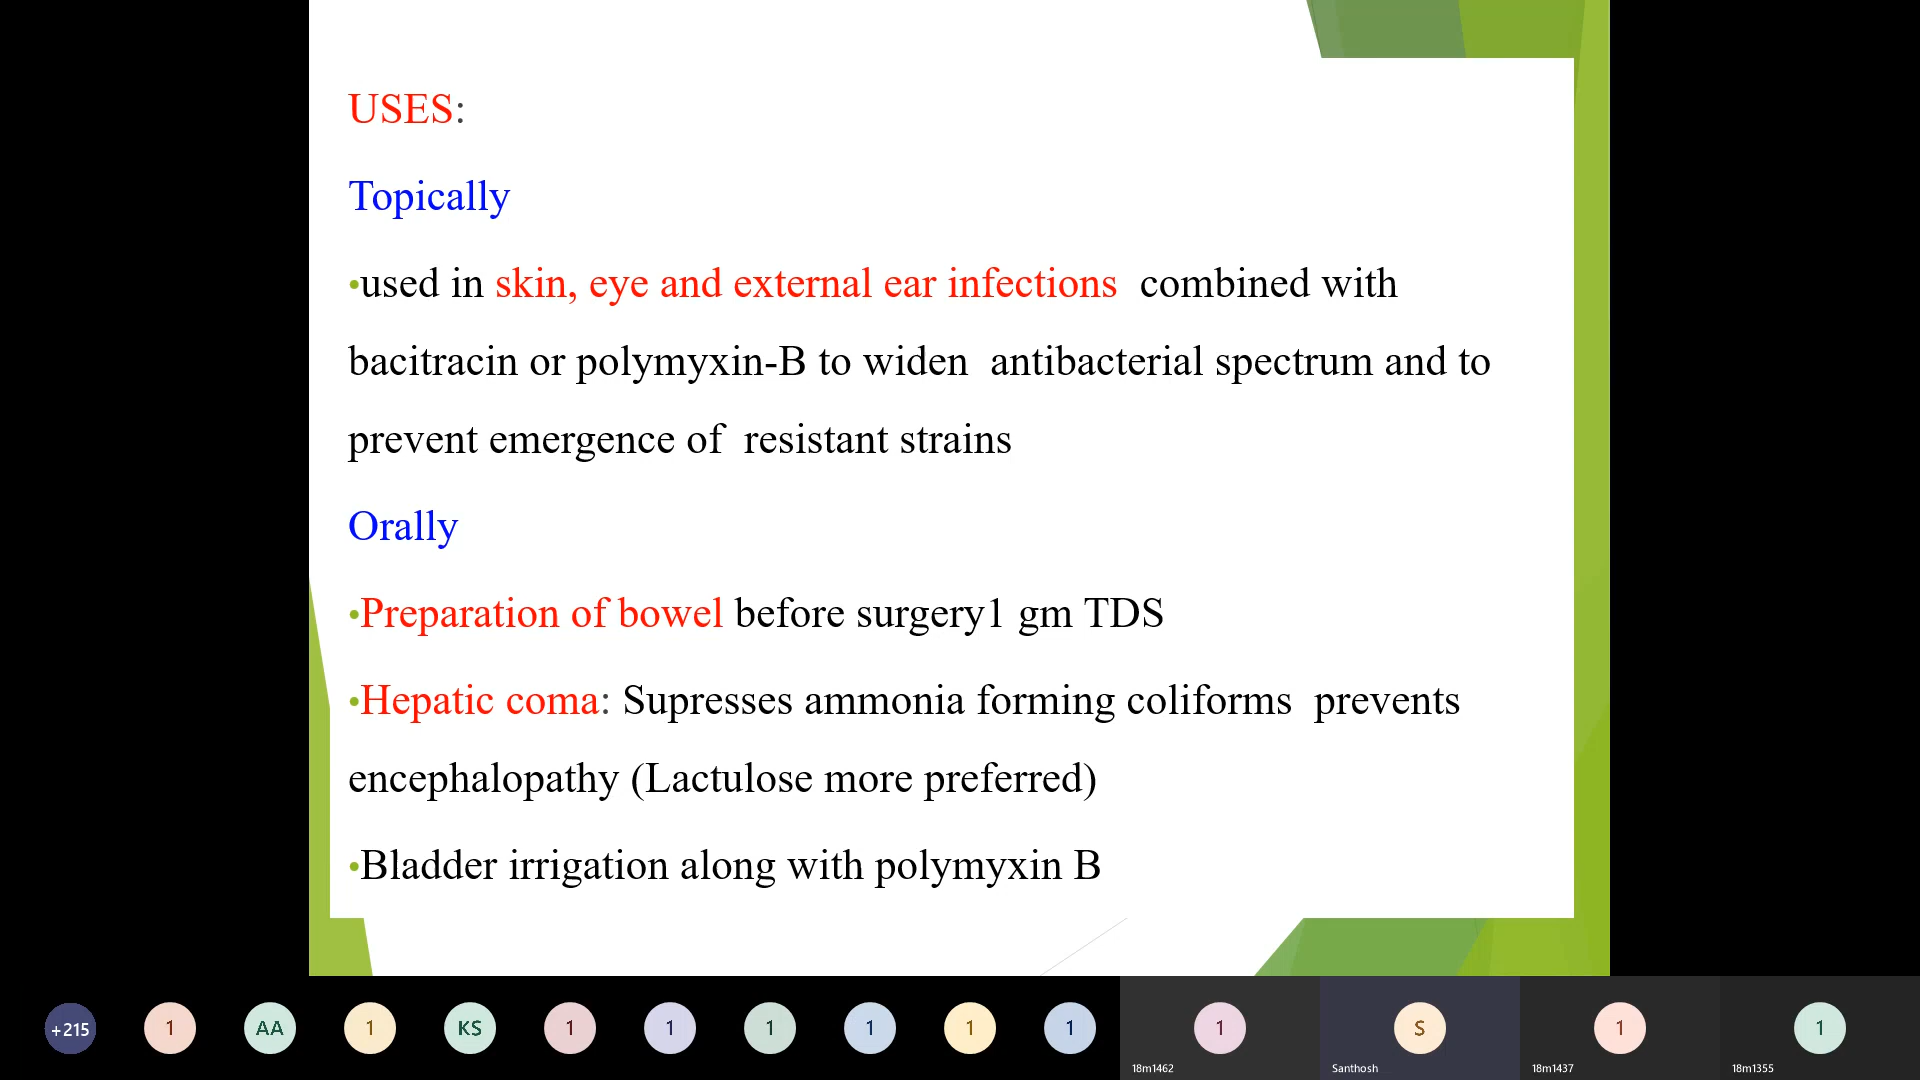 USES:
Topically
•used in skin, eye and external ear infections combined with
bacitracin or polymyxin-B to widen antibacterial spectrum and to
prevent emergence of resistant strains
Orally
•Preparation of bowel before surgery1 gm TDS
•Hepatic coma: Supresses ammonia forming coliforms prevents
encephalopathy (Lactulose more preferred)
•Bladder irrigation along with polymyxin B
+215 1 AA 1 KS 1 1 1 1 1 1 1 S 1 1
18m1462 Santhosh 18m1437 18m1355